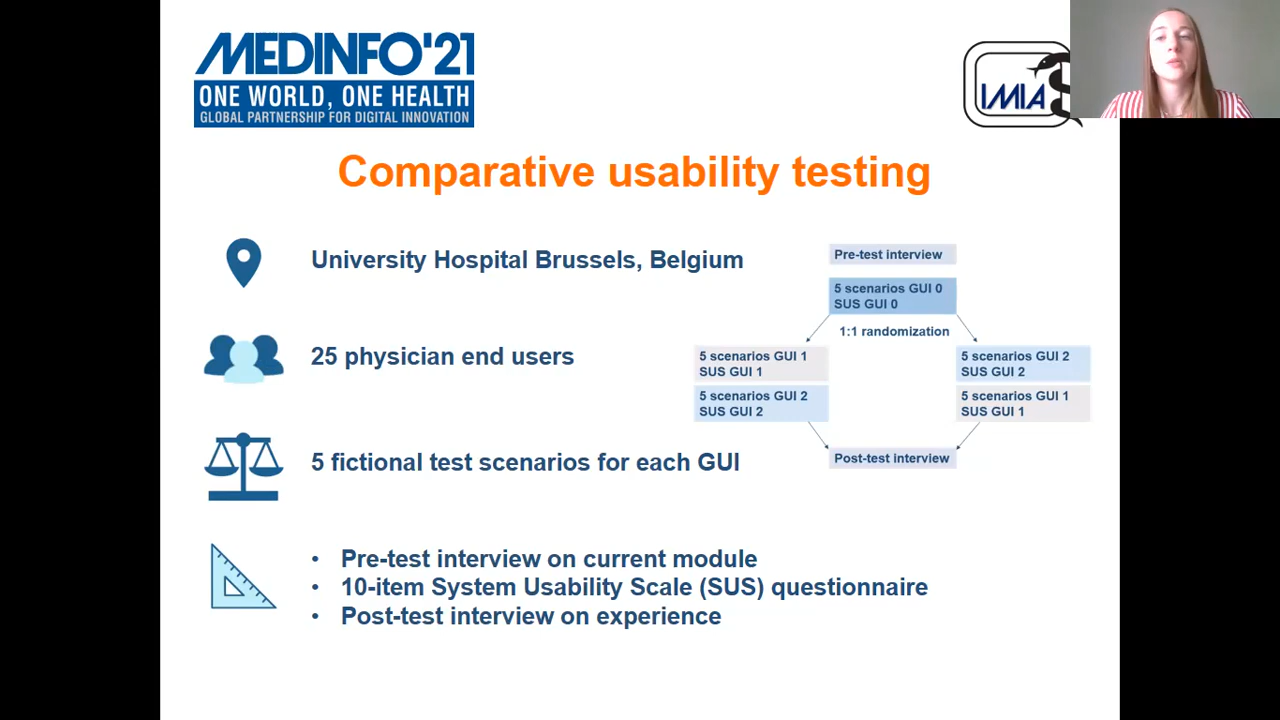 MEDINFO'21
ONE WORLD, ONE HEALTH
GLOBAL PARTNERSHIP FOR DIGITAL INNOVATION
IMIA
Comparative usability testing
University Hospital Brussels, Belgium
25 physician end users
5 fictional test scenarios for each GUI
Pre-test interview
5 scenarios GUI 0
SUS GUI 0
1:1 randomization
5 scenarios GUI 1
SUS GUI 1
5 scenarios GUI 2
SUS GUI 2
5 scenarios GUI 2
SUS GUI 2
5 scenarios GUI 1
SUS GUI 1
Post-test interview
• Pre-test interview on current module
• 10-item System Usability Scale (SUS) questionnaire
• Post-test interview on experience